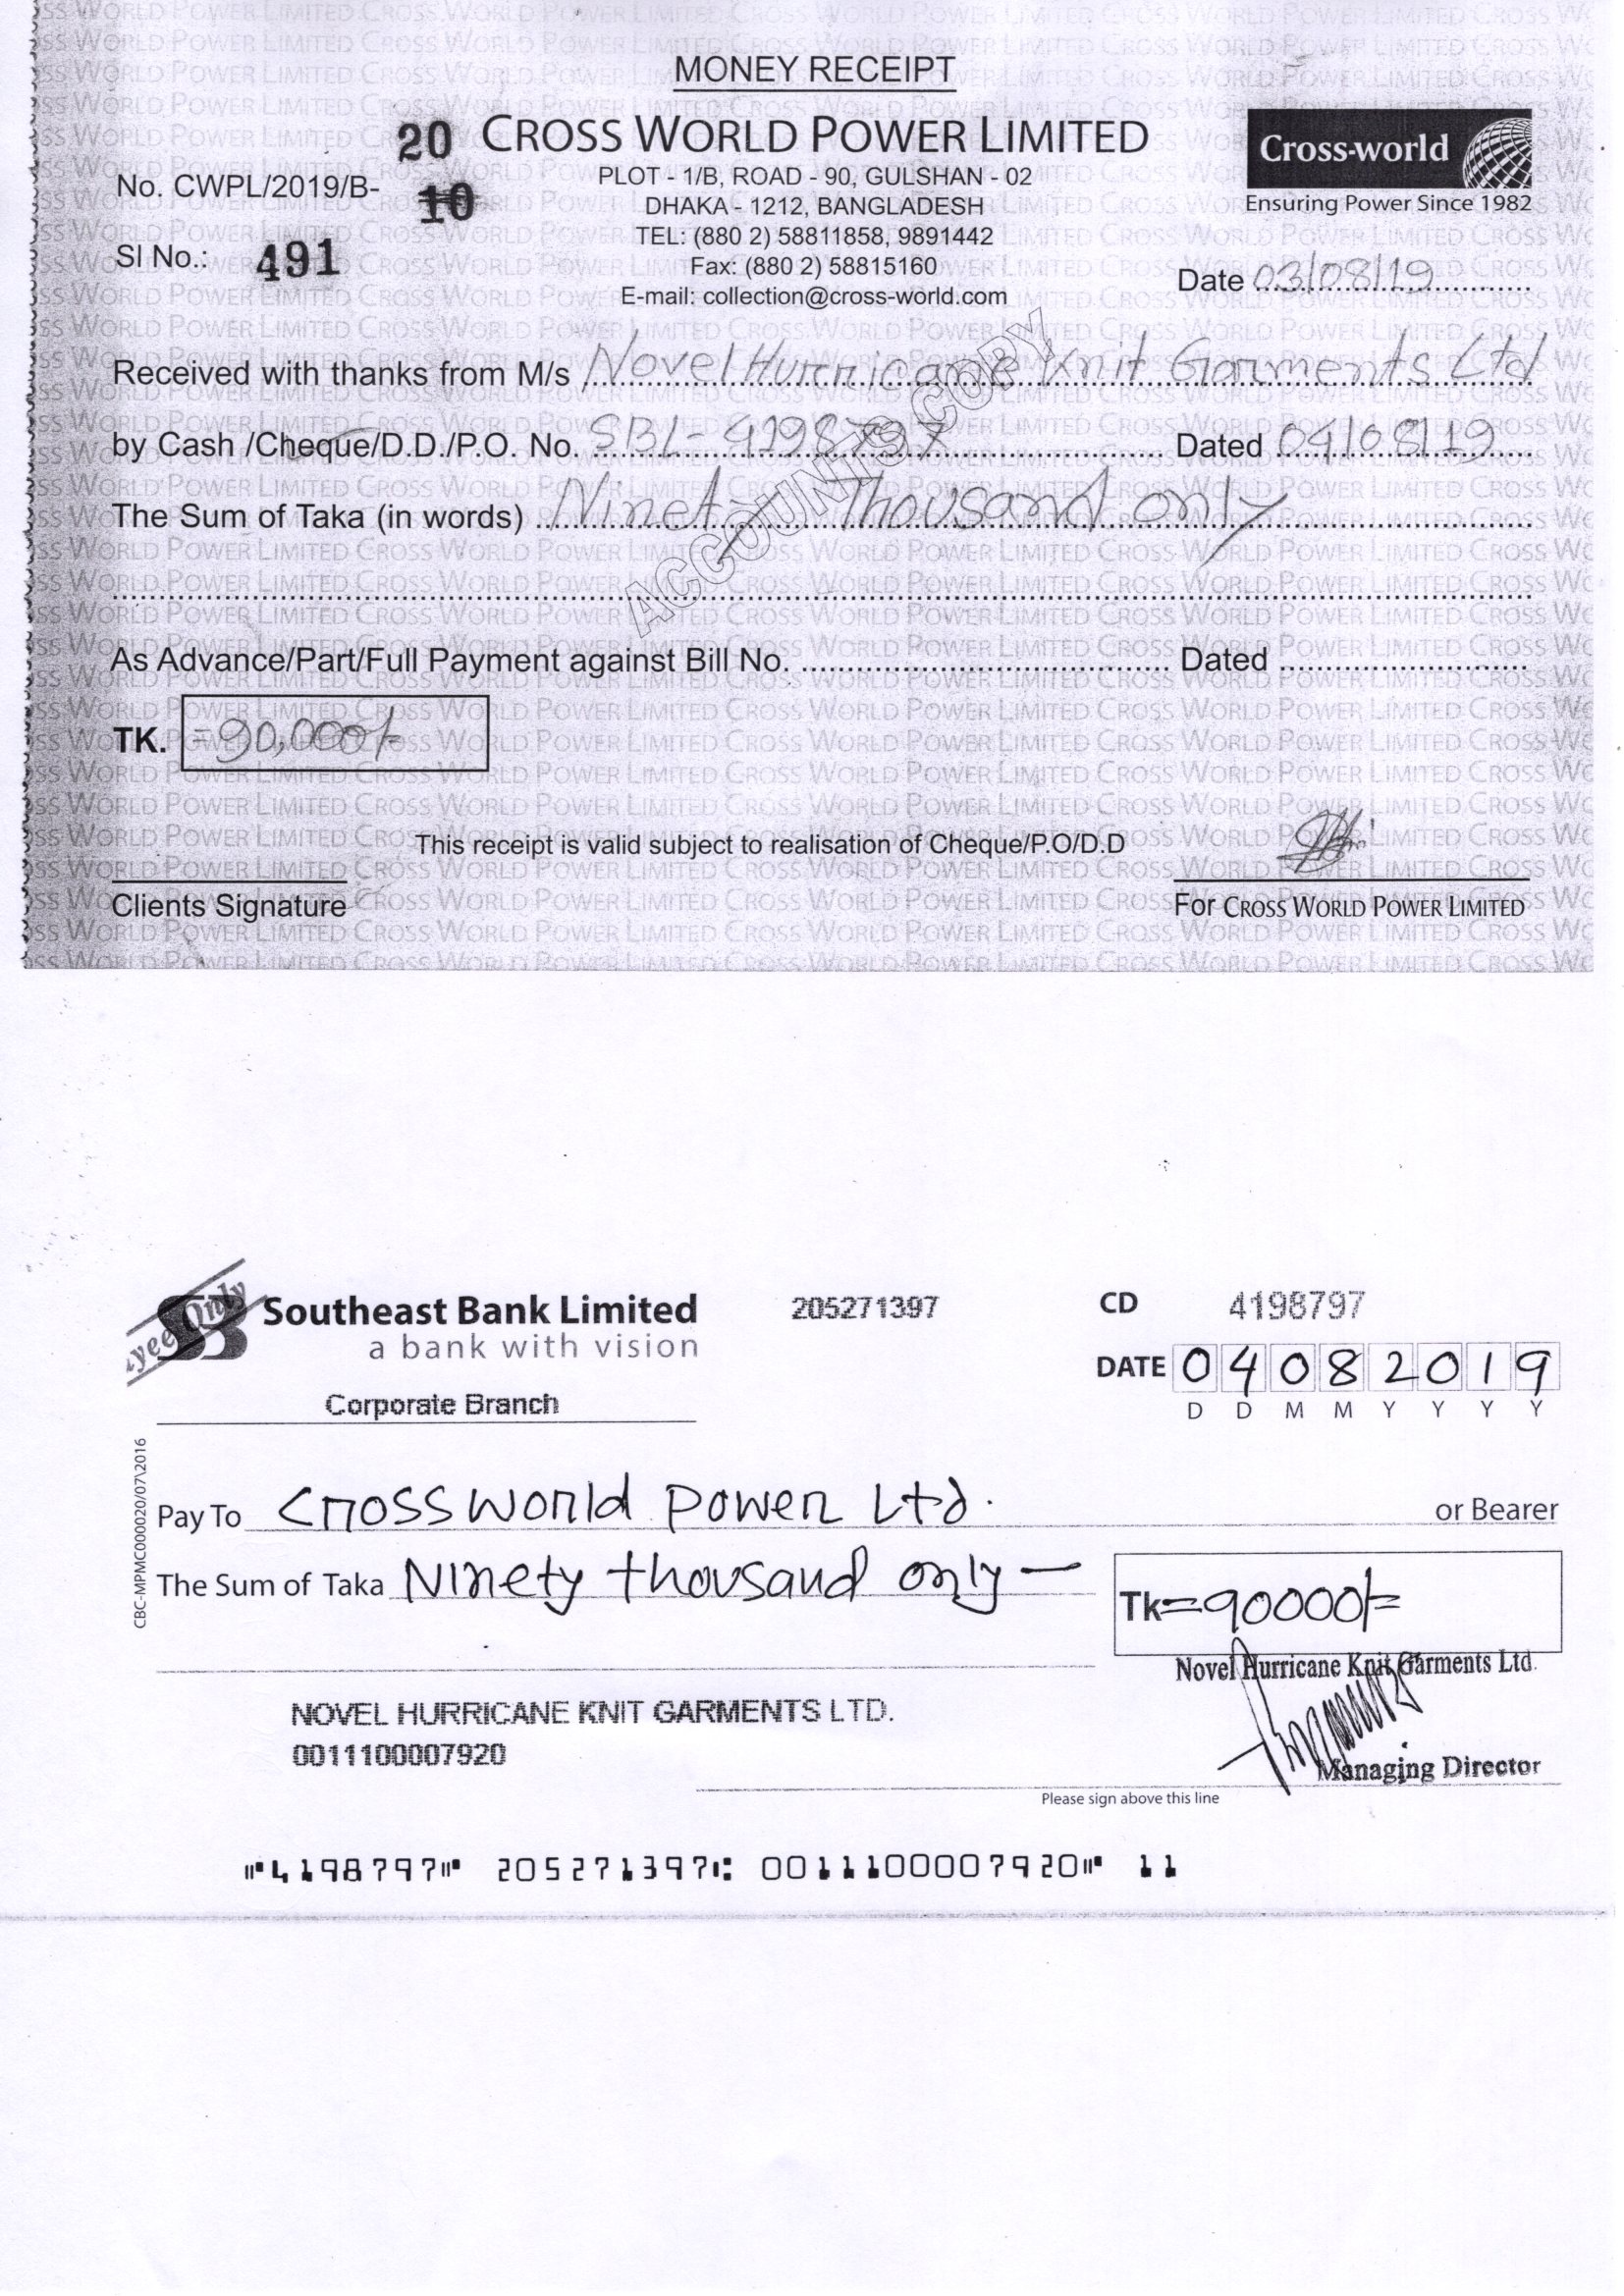 MONEY RECEIPT
20 CROSS WORLD POWER LIMITED
Cross-world
Ensuring Power Since 1982
No. CWPL/2019/B- 10
PLOT - 1/B, ROAD - 90, GULSHAN - 02
DHAKA - 1212, BANGLADESH
TEL: (880 2) 58811858, 9891442
Fax: (880 2) 58815160
E-mail: collection@cross-world.com
Sl No.: 491
Date 03/08/19
Received with thanks from M/s Novel Hurricane Knit Garments Ltd
by Cash /Cheque/D.D./P.O. No. SBL-4198797 Dated 04/08/19
The Sum of Taka (in words) Ninety Thousand only
ACCOUNTS COPY
As Advance/Part/Full Payment against Bill No. Dated
TK. =90,000/-
This receipt is valid subject to realisation of Cheque/P.O/D.D
Clients Signature
For CROSS WORLD POWER LIMITED
yee Only
Southeast Bank Limited 205271397 CD 4198797
a bank with vision
DATE 04082019
D D M M Y Y Y Y
Corporate Branch
CBC-MPMC000020/07\2016
Pay To Crossworld power Ltd. or Bearer
The Sum of Taka Ninety thousand only —
Tk=90000/=
Novel Hurricane Knit Garments Ltd.
NOVEL HURRICANE KNIT GARMENTS LTD.
0011100007920
Managing Director
Please sign above this line
⑈4198797⑈ 205271397⑆ 0011100007920⑈ 11